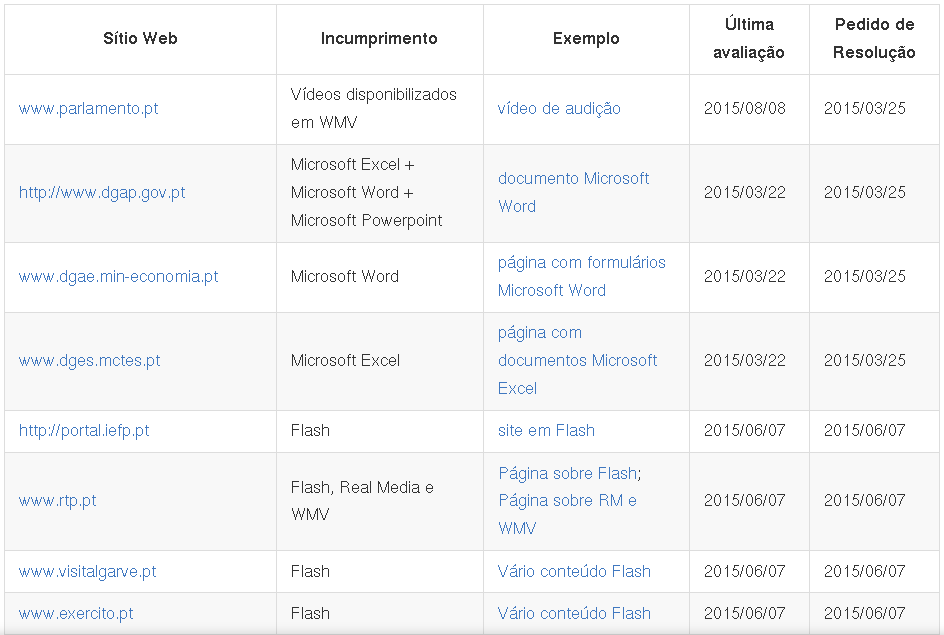 Sítio Web
Incumprimento
Exemplo
Última
avaliação
Pedido de
Resolução
www.parlamento.pt
Vídeos disponibilizados
em WMV
vídeo de audição
2015/08/08
2015/03/25
http://www.dgap.gov.pt
Microsoft Excel +
Microsoft Word +
Microsoft Powerpoint
documento Microsoft
Word
2015/03/22
2015/03/25
www.dgae.min-economia.pt
Microsoft Word
página com formulários
Microsoft Word
2015/03/22
2015/03/25
www.dges.mctes.pt
Microsoft Excel
página com
documentos Microsoft
Excel
2015/03/22
2015/03/25
http://portal.iefp.pt
Flash
site em Flash
2015/06/07
2015/06/07
www.rtp.pt
Flash, Real Media e
WMV
Página sobre Flash;
Página sobre RM e
WMV
2015/06/07
2015/06/07
www.visitalgarve.pt
Flash
Vário conteúdo Flash
2015/06/07
2015/06/07
www.exercito.pt
Flash
Vário conteúdo Flash
2015/06/07
2015/06/07